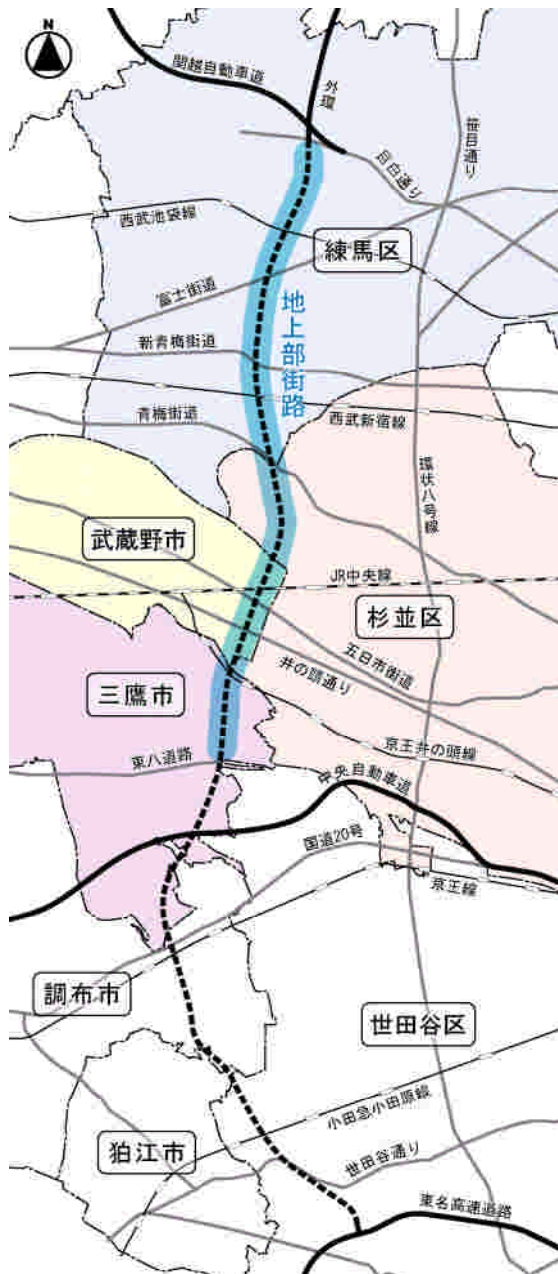 N
関越自動車道
外環
笹目通り
目白通り
西武池袋線
練馬区
富士街道
地上部街路
新青梅街道
青梅街道
西武新宿線
環状八号線
武蔵野市
JR中央線
杉並区
五日市街道
井の頭通り
三鷹市
京王井の頭線
東八道路
中央自動車道
国道20号
京王線
調布市
世田谷区
小田急小田原線
狛江市
世田谷通り
東名高速道路